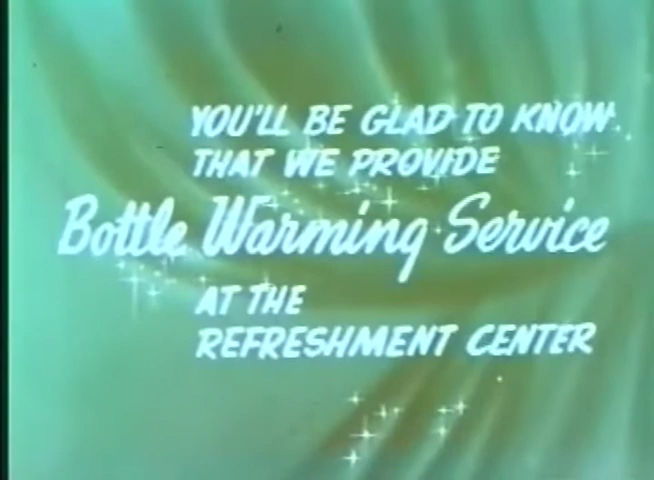 YOU'LL BE GLAD TO KNOW
THAT WE PROVIDE
Bottle Warming Service
AT THE
REFRESHMENT CENTER